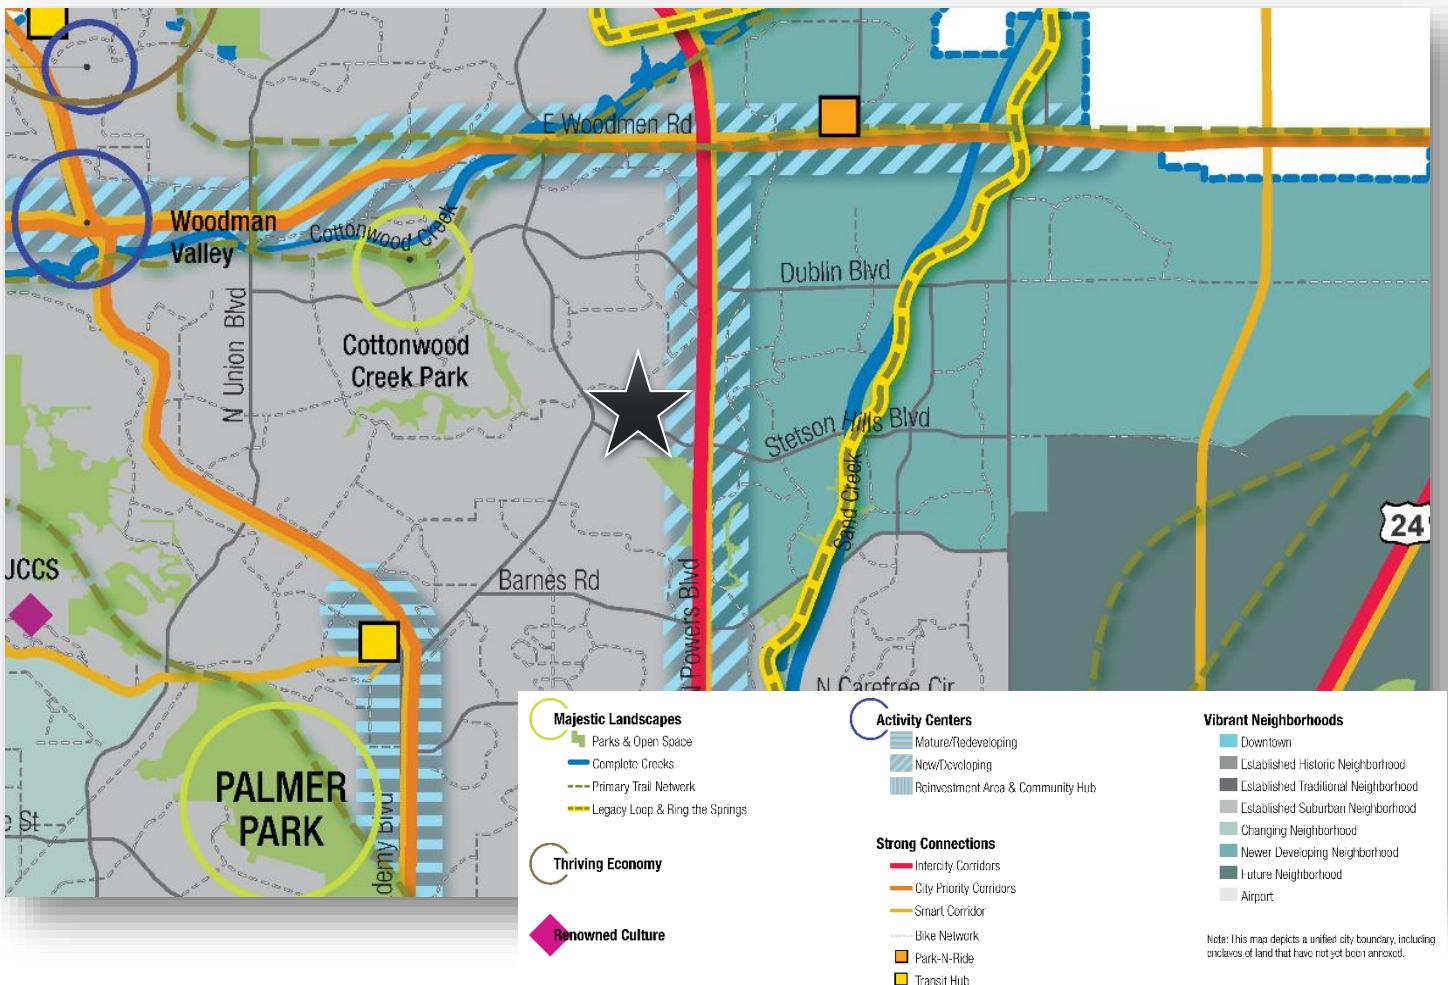 E Woodmen Rd
Woodman
Valley
Cottonwood Creek
Dublin Blvd
N Union Blvd
Cottonwood
Creek Park
Stetson Hills Blvd
Sand Creek
24
JCCS
Barnes Rd
Powers Blvd
N Carefree Cir
PALMER
PARK
e St
demy Blvd
Majestic Landscapes
Parks & Open Space
Complete Creeks
Primary Trail Network
Legacy Loop & Ring the Springs
Thriving Economy
Renowned Culture
Activity Centers
Mature/Redeveloping
New/Developing
Reinvestment Area & Community Hub
Strong Connections
Intercity Corridors
City Priority Corridors
Smart Corridor
Bike Network
Park-N-Ride
Transit Hub
Vibrant Neighborhoods
Downtown
Established Historic Neighborhood
Established Traditional Neighborhood
Established Suburban Neighborhood
Changing Neighborhood
Newer Developing Neighborhood
Future Neighborhood
Airport
Note: This map depicts a unified city boundary, including
enclaves of land that have not yet been annexed.